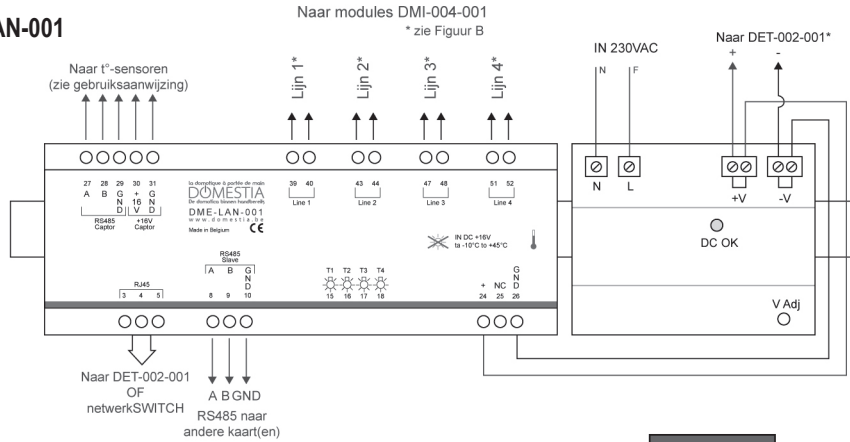 AN-001
Naar modules DMI-004-001
* zie Figuur B
Naar t°-sensoren
(zie gebruiksaanwijzing)
Lijn 1*
Lijn 2*
Lijn 3*
Lijn 4*
IN 230VAC
N
F
Naar DET-002-001*
+
-
27 28 29 30 31
A B GND +16V GND
RS485 Captor
+16V Captor
la domotique à portée de main
DOMESTIA
De domotica binnen handbereik
DME-LAN-001
www.domestia.be
Made in Belgium
CE
39 40
Line 1
43 44
Line 2
47 48
Line 3
51 52
Line 4
IN DC +16V
ta -10°C to +45°C
N
L
+V
-V
DC OK
V Adj
RJ45
3 4 5
RS485
Slave
A B GND
8 9 10
T1 T2 T3 T4
15 16 17 18
+ NC GND
24 25 26
Naar DET-002-001
OF
netwerkSWITCH
A B GND
RS485 naar
andere kaart(en)